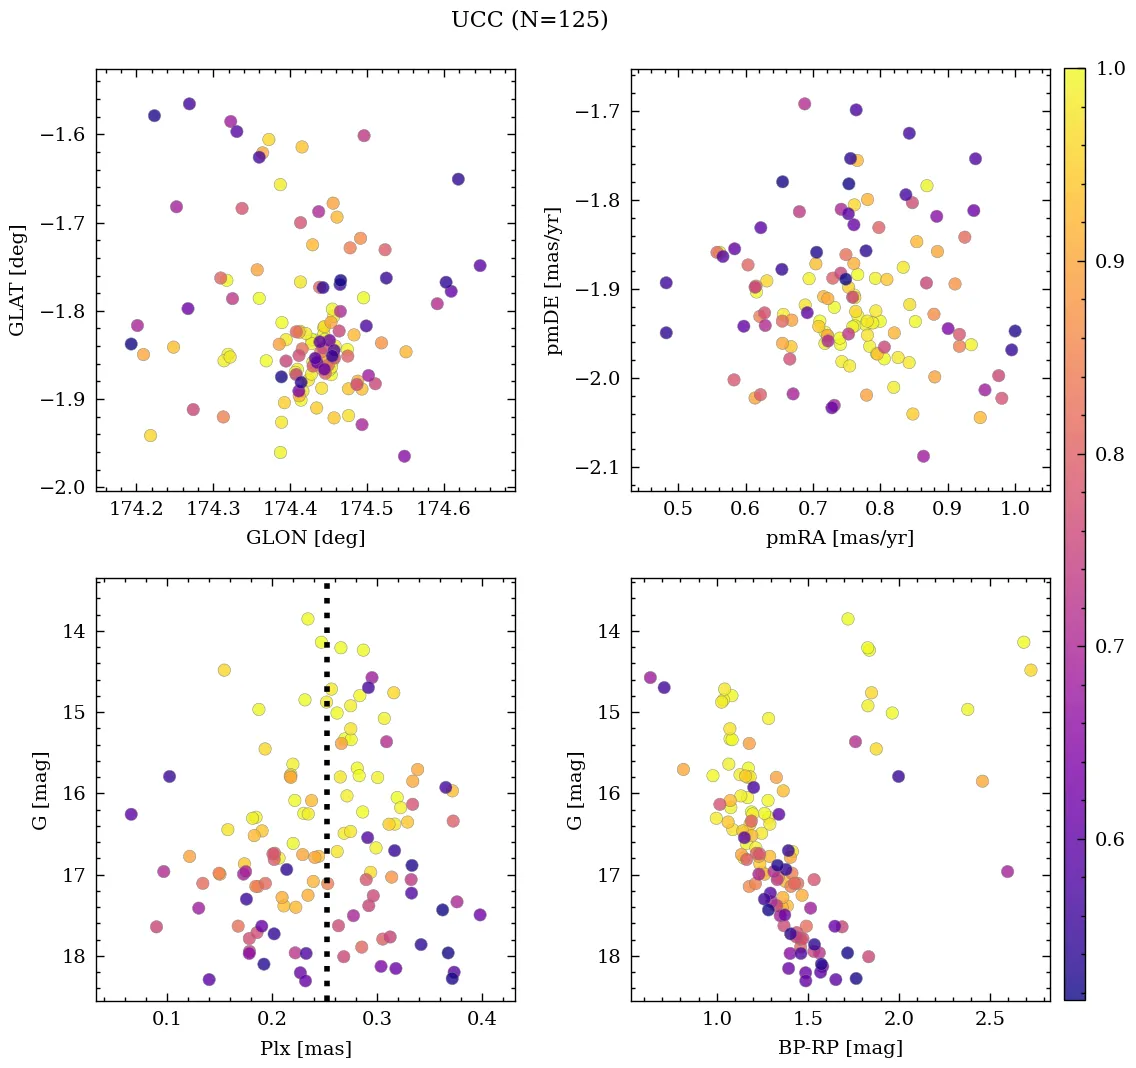 UCC (N=125)
−1.6
−1.7
−1.8
−1.9
−2.0
GLAT [deg]
174.2 174.3 174.4 174.5 174.6
GLON [deg]
−1.7
−1.8
−1.9
−2.0
−2.1
pmDE [mas/yr]
0.5 0.6 0.7 0.8 0.9 1.0
pmRA [mas/yr]
14
15
16
17
18
G [mag]
0.1 0.2 0.3 0.4
Plx [mas]
14
15
16
17
18
G [mag]
1.0 1.5 2.0 2.5
BP-RP [mag]
1.0
0.9
0.8
0.7
0.6